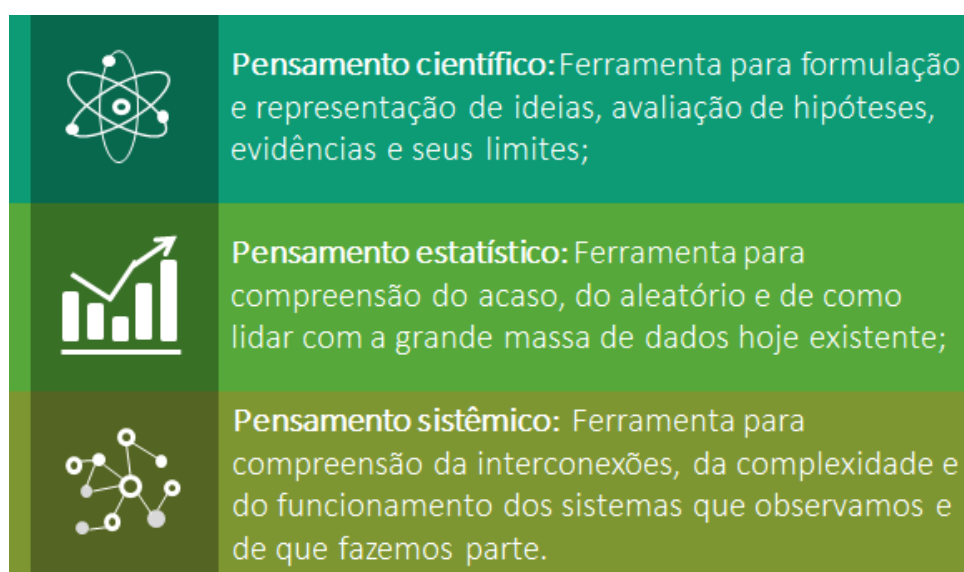 Pensamento científico: Ferramenta para formulação
e representação de ideias, avaliação de hipóteses,
evidências e seus limites;
Pensamento estatístico: Ferramenta para
compreensão do acaso, do aleatório e de como
lidar com a grande massa de dados hoje existente;
Pensamento sistêmico: Ferramenta para
compreensão da interconexões, da complexidade e
do funcionamento dos sistemas que observamos e
de que fazemos parte.